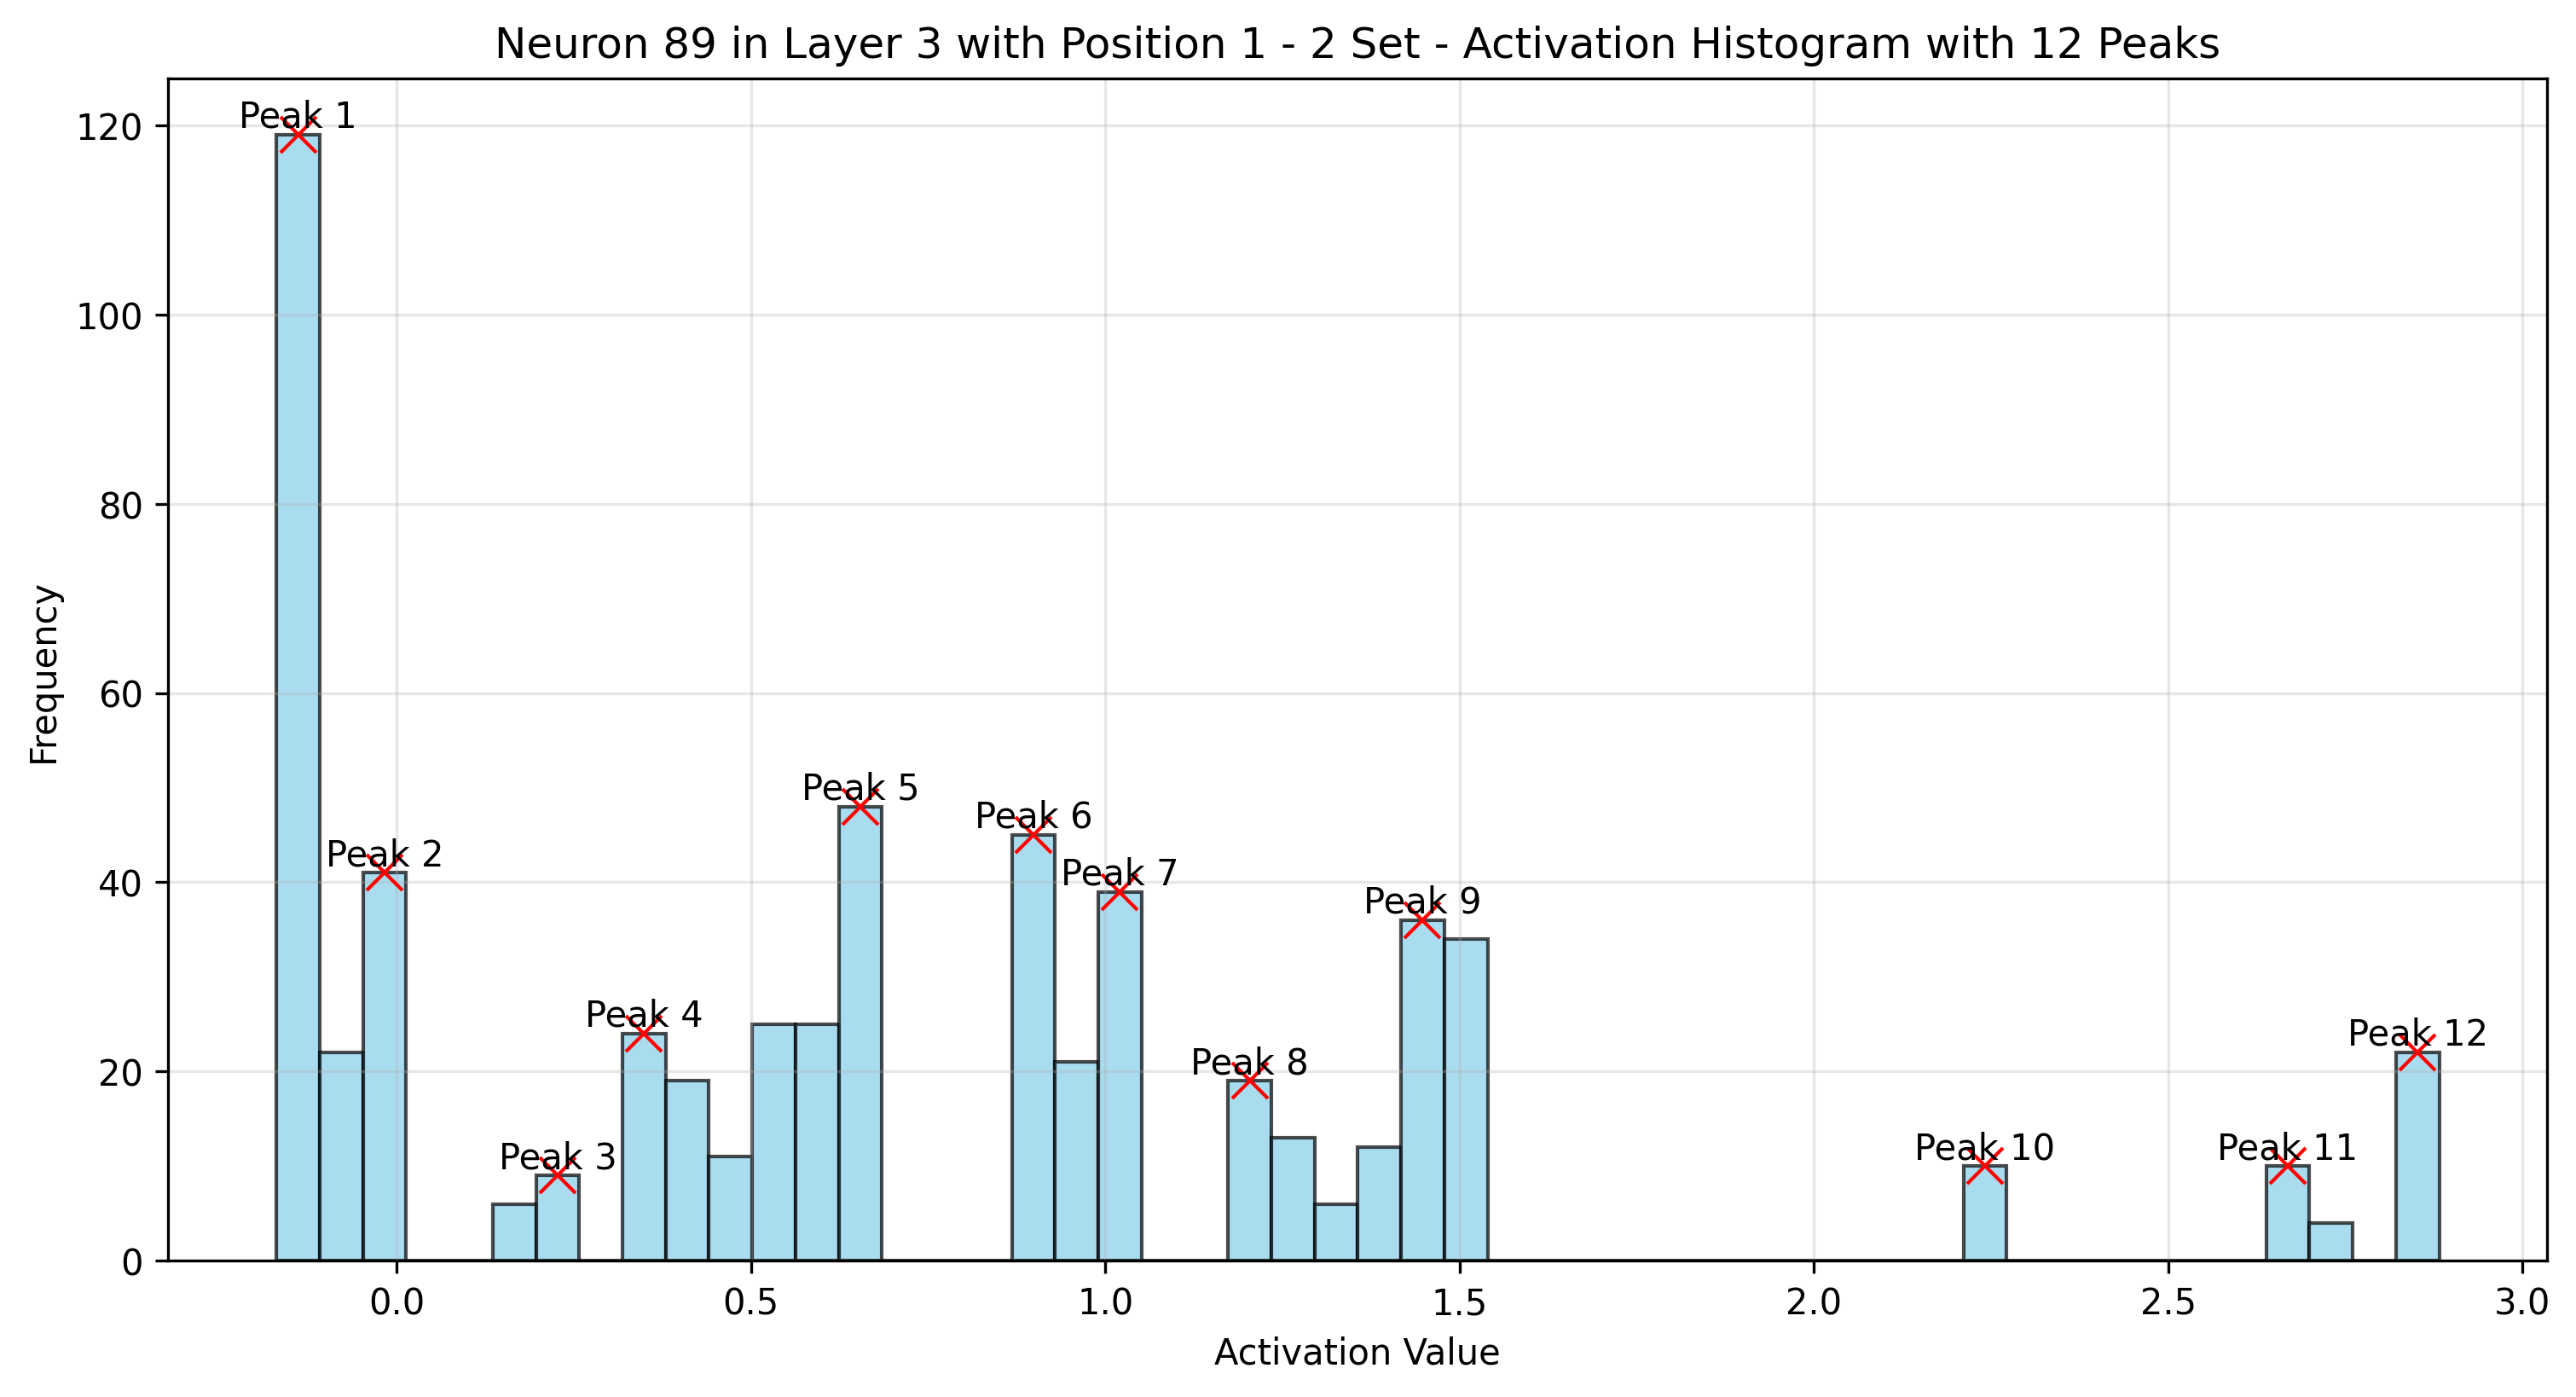 Neuron 89 in Layer 3 with Position 1 - 2 Set - Activation Histogram with 12 Peaks
Frequency
120
100
80
60
40
20
0
Peak 1
Peak 2
Peak 3
Peak 4
Peak 5
Peak 6
Peak 7
Peak 8
Peak 9
Peak 10
Peak 11
Peak 12
0.0 0.5 1.0 1.5 2.0 2.5 3.0
Activation Value